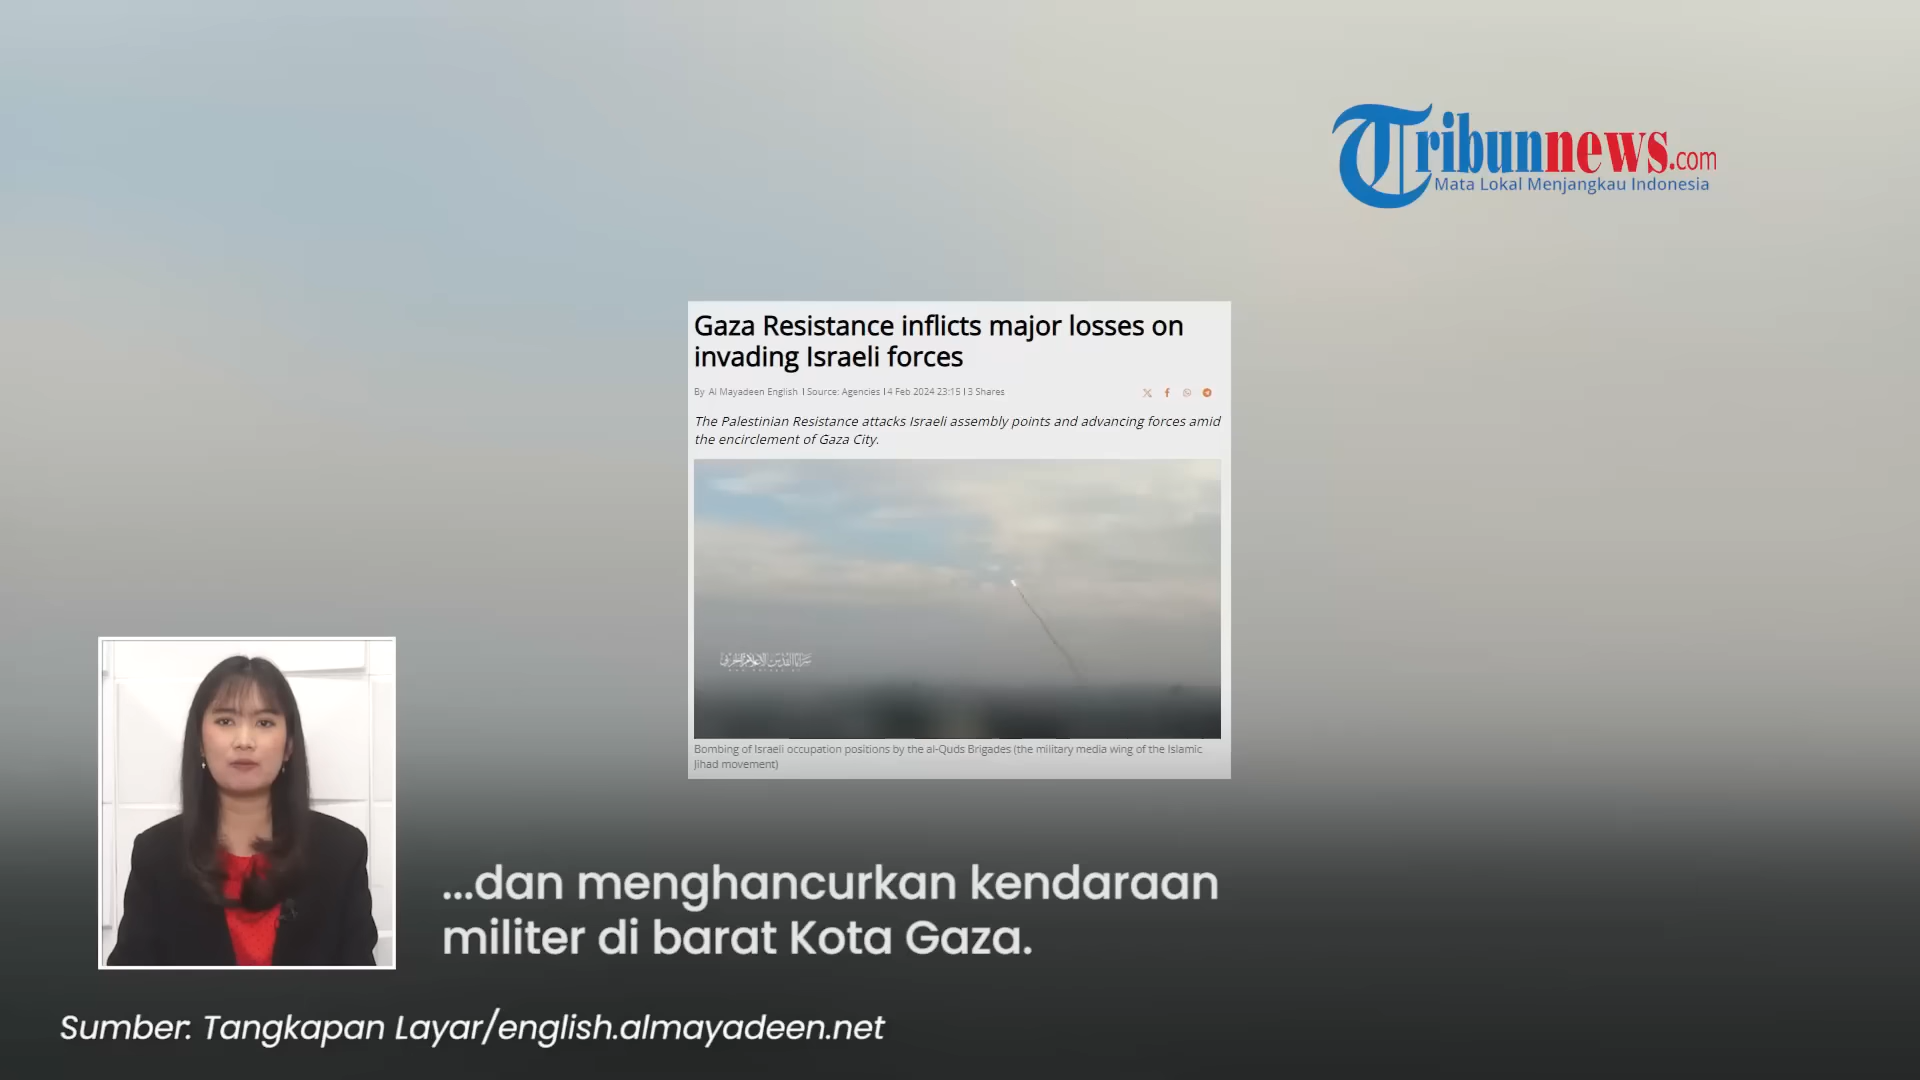 Tribunnews.com
Mata Lokal Menjangkau Indonesia
Gaza Resistance inflicts major losses on
invading Israeli forces
By Al Mayadeen English | Source: Agencies | 4 Feb 2024 23:15 | 3 Shares
The Palestinian Resistance attacks Israeli assembly points and advancing forces amid
the encirclement of Gaza City.
سرايا القدس الإعلام الحربي
Bombing of Israeli occupation positions by the al-Quds Brigades (the military media wing of the Islamic
Jihad movement)
...dan menghancurkan kendaraan
militer di barat Kota Gaza.
Sumber: Tangkapan Layar/english.almayadeen.net